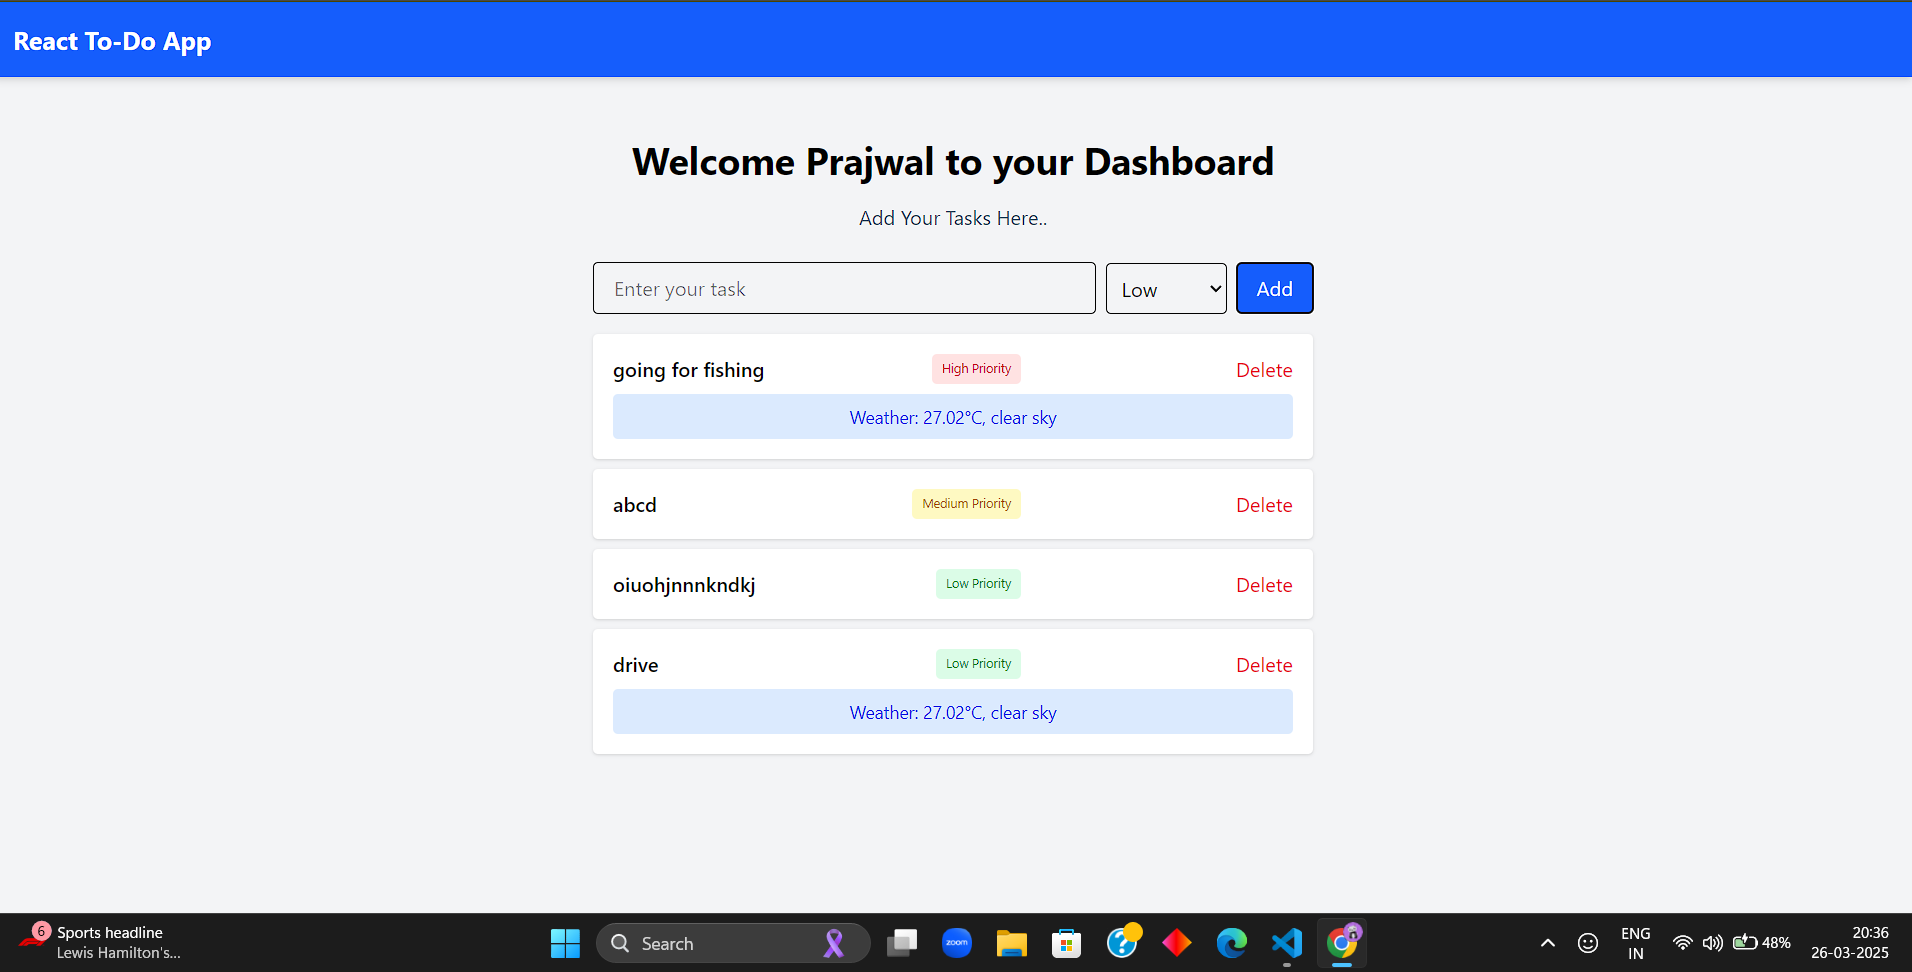 React To-Do App
Welcome Prajwal to your Dashboard
Add Your Tasks Here..
Enter your task
Low
Add
going for fishing
High Priority
Delete
Weather: 27.02°C, clear sky
abcd
Medium Priority
Delete
oiuohjnnnkndkj
Low Priority
Delete
drive
Low Priority
Delete
Weather: 27.02°C, clear sky
6
Sports headline
Lewis Hamilton's...
Search
zoom
ENG
IN
48%
20:36
26-03-2025